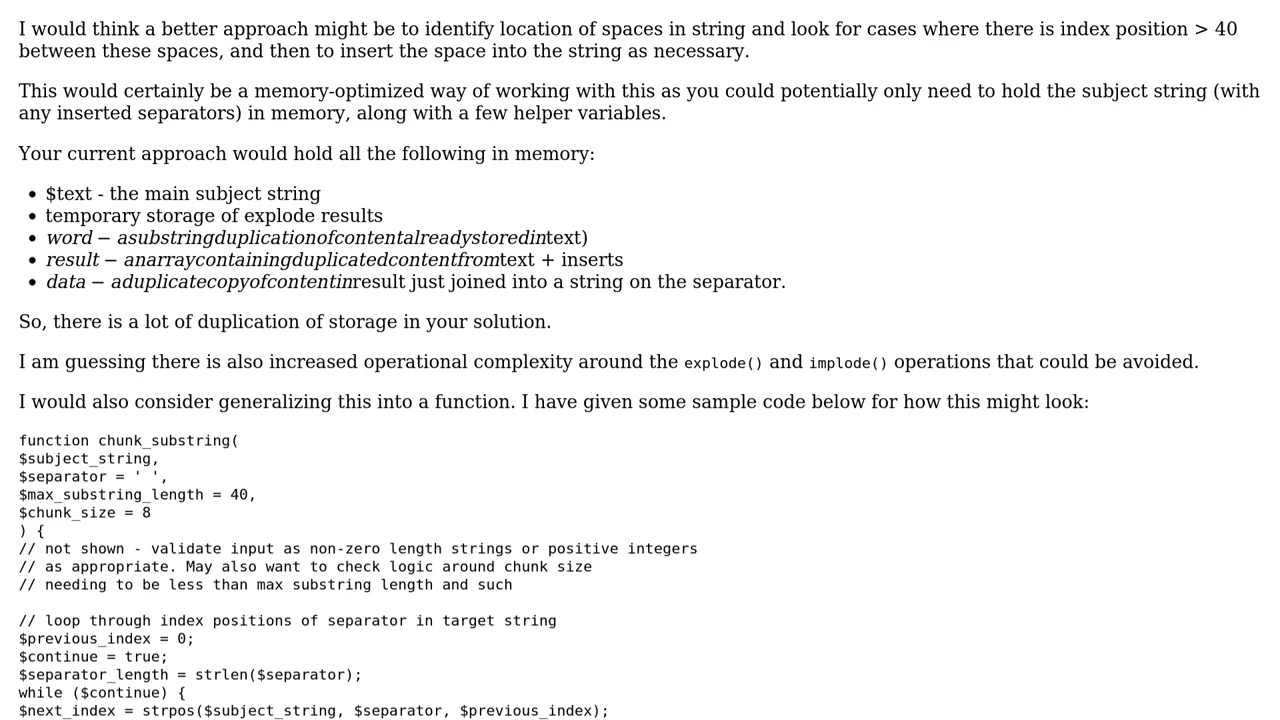 I would think a better approach might be to identify location of spaces in string and look for cases where there is index position > 40
between these spaces, and then to insert the space into the string as necessary.
This would certainly be a memory-optimized way of working with this as you could potentially only need to hold the subject string (with
any inserted separators) in memory, along with a few helper variables.
Your current approach would hold all the following in memory:
• $text - the main subject string
• temporary storage of explode results
• word − asubstringduplicationofcontentalreadystoredintext)
• result − anarraycontainingduplicatedcontentfromtext + inserts
• data − aduplicatecopyofcontentinresult just joined into a string on the separator.
So, there is a lot of duplication of storage in your solution.
I am guessing there is also increased operational complexity around the explode() and implode() operations that could be avoided.
I would also consider generalizing this into a function. I have given some sample code below for how this might look:
function chunk_substring(
$subject_string,
$separator = ' ',
$max_substring_length = 40,
$chunk_size = 8
) {
// not shown - validate input as non-zero length strings or positive integers
// as appropriate. May also want to check logic around chunk size
// needing to be less than max substring length and such
// loop through index positions of separator in target string
$previous_index = 0;
$continue = true;
$separator_length = strlen($separator);
while ($continue) {
$next_index = strpos($subject_string, $separator, $previous_index);